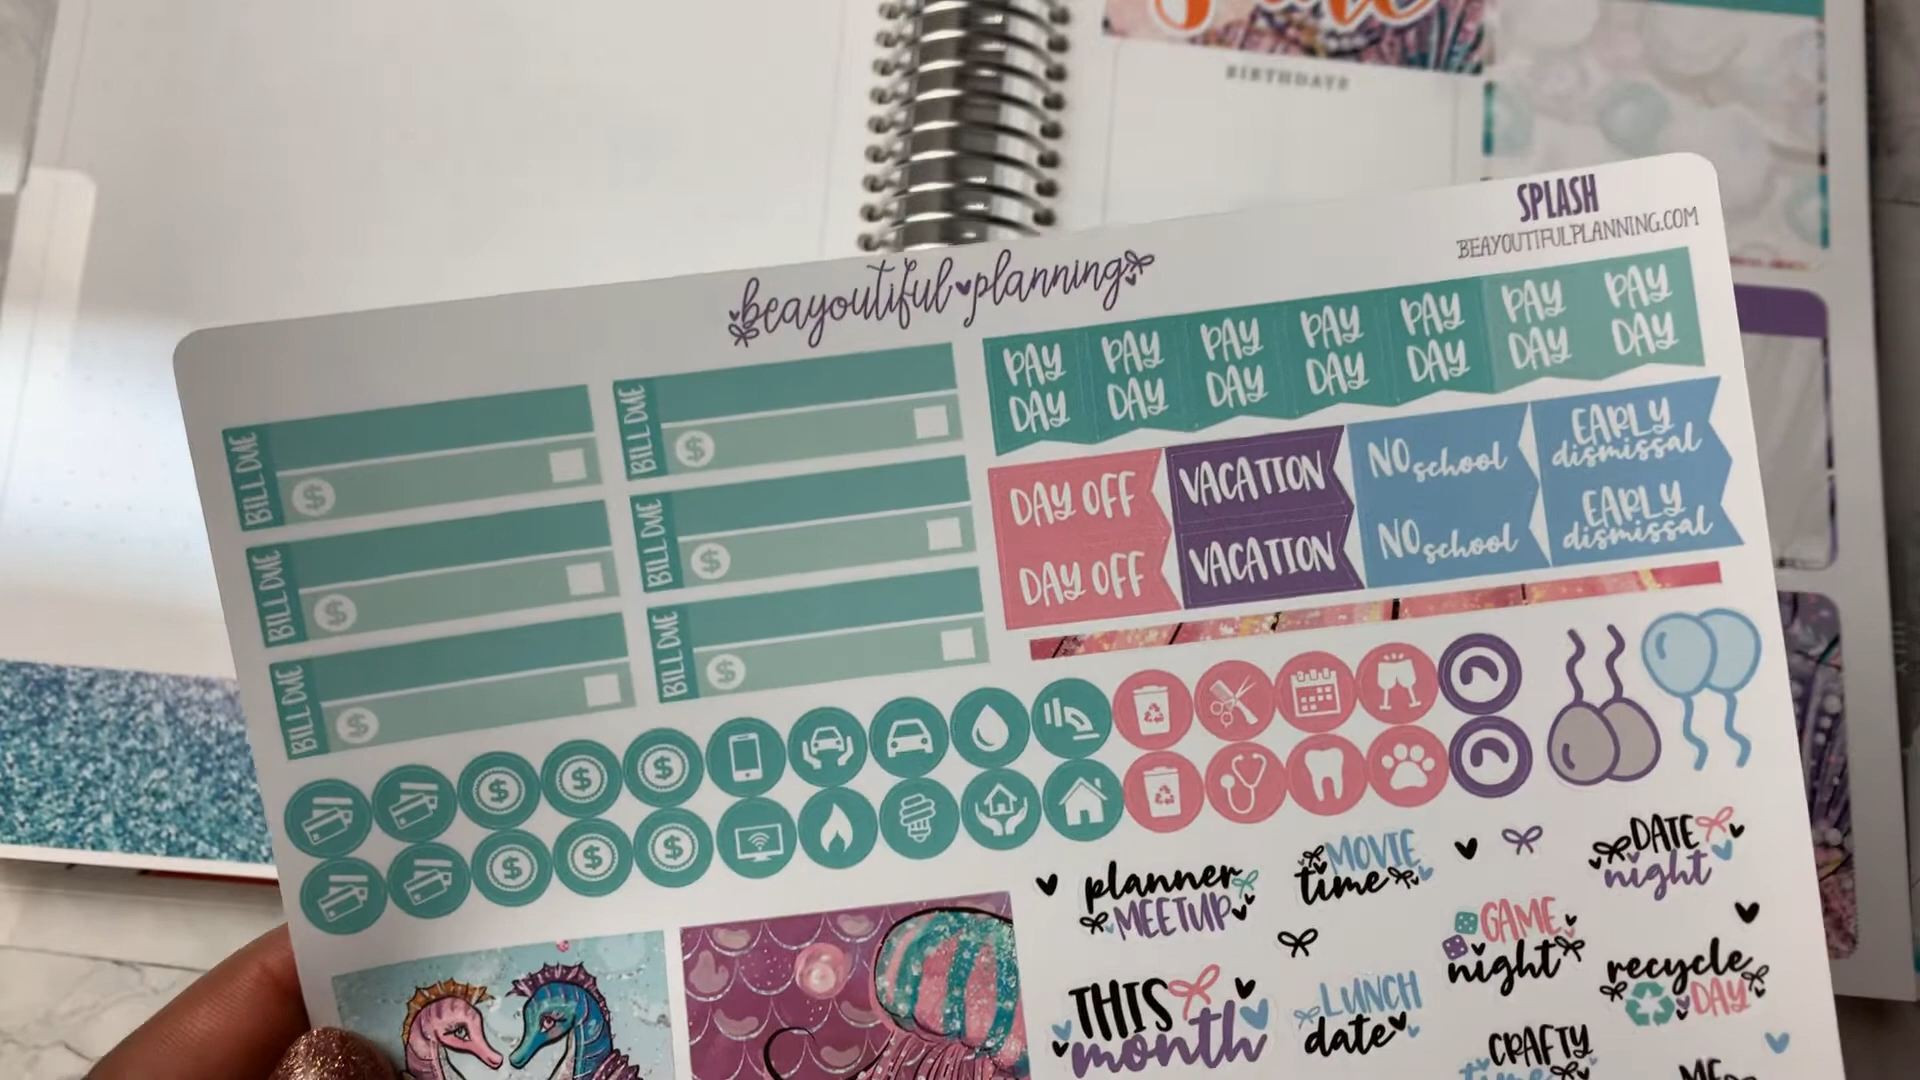 BIRTHDAYS
SPLASH
BEAYOUTIFULPLANNING.COM
beayoutiful planning
PAY DAY
PAY DAY
PAY DAY
PAY DAY
PAY DAY
PAY DAY
PAY DAY
BILL DUE
$
BILL DUE
$
BILL DUE
$
BILL DUE
$
BILL DUE
$
BILL DUE
$
DAY OFF
VACATION
NO school
EARLY
dismissal
DAY OFF
VACATION
NO school
EARLY
dismissal
$
$
$
$
$
$
planner
MEETUP
MOVIE
time
DATE
night
GAME
night
recycle
DAY
THIS
month
LUNCH
date
CRAFTY
time
ME